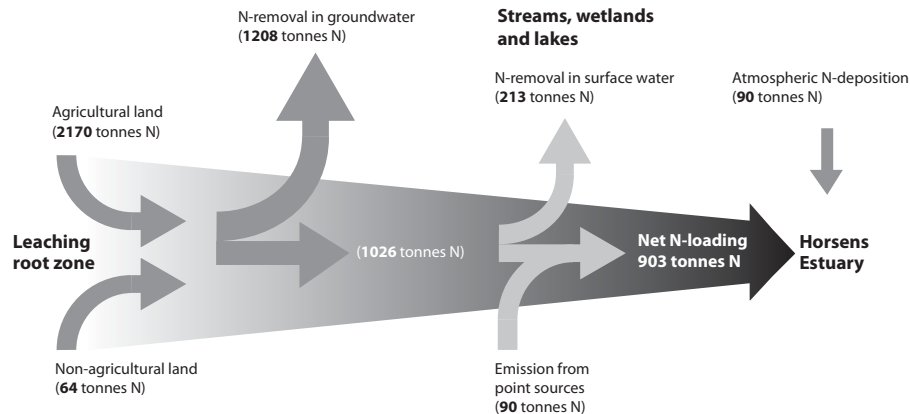 N-removal in groundwater
(1208 tonnes N)
Streams, wetlands
and lakes
N-removal in surface water
(213 tonnes N)
Atmospheric N-deposition
(90 tonnes N)
Agricultural land
(2170 tonnes N)
Leaching
root zone
(1026 tonnes N)
Net N-loading
903 tonnes N
Horsens
Estuary
Non-agricultural land
(64 tonnes N)
Emission from
point sources
(90 tonnes N)